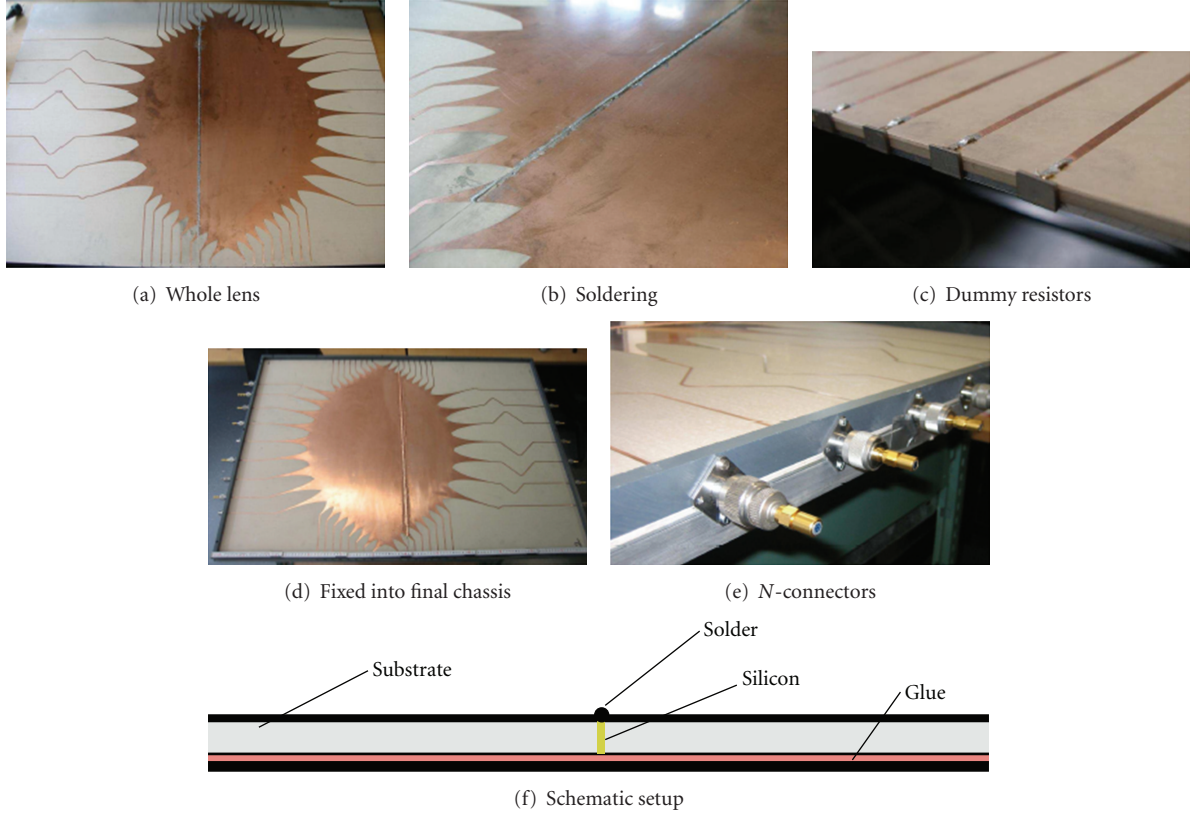 (a) Whole lens
(b) Soldering
(c) Dummy resistors
(d) Fixed into final chassis
(e) N-connectors
Solder
Substrate
Silicon
Glue
(f) Schematic setup